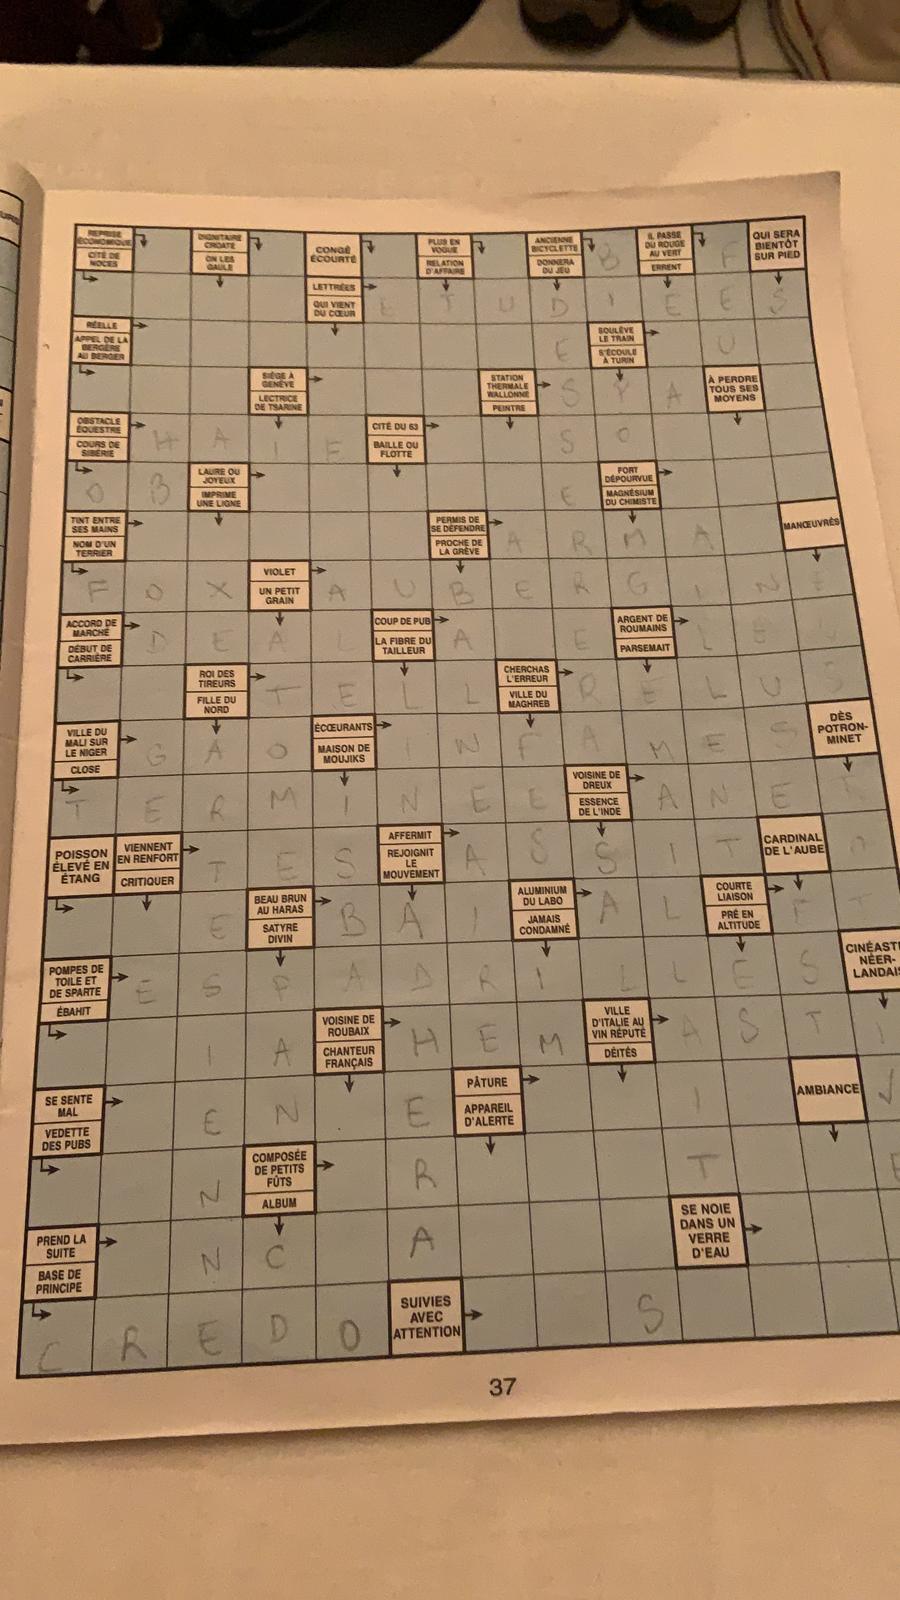 REPRISE ÉCONOMIQUE
CITÉ DE NOCES
DIGNITAIRE CROATE
ON LES GAULE
CONGÉ ÉCOURTÉ
PLUS EN VOGUE
RELATION D'AFFAIRE
ANCIENNE BICYCLETTE
DONNERA DU JEU
B
IL PASSE DU ROUGE AU VERT
ERRENT
F
QUI SERA BIENTÔT SUR PIED
LETTRÉES
QUI VIENT DU CŒUR
E T U D I E E S
RÉELLE
APPEL DE LA BERGÈRE AU BERGER
E
SOULÈVE LE TRAIN
S'ÉCOULE À TURIN
U
SIÈGE À GENÈVE
LECTRICE DE TSARINE
STATION THERMALE WALLONNE
PEINTRE
S P A
À PERDRE TOUS SES MOYENS
OBSTACLE ÉQUESTRE
COURS DE SIBÉRIE
H A I E
CITÉ DU 63
BAILLE OU FLOTTE
S O
O B
LAURE OU JOYEUX
IMPRIME UNE LIGNE
E
FORT DÉPOURVUE
MAGNÉSIUM DU CHIMISTE
TINT ENTRE SES MAINS
NOM D'UN TERRIER
PERMIS DE SE DÉFENDRE
PROCHE DE LA GRÈVE
A R M A
MANŒUVRÉS
F O X
VIOLET
UN PETIT GRAIN
A U B E R G I N E
ACCORD DE MARCHÉ
DÉBUT DE CARRIÈRE
D E A L
COUP DE PUB
LA FIBRE DU TAILLEUR
A E
ARGENT DE ROUMAINS
PARSEMAIT
L E
ROI DES TIREURS
FILLE DU NORD
T E L L
CHERCHAS L'ERREUR
VILLE DU MAGHREB
R E L U S
VILLE DU MALI SUR LE NIGER
CLOSE
G A O
ÉCŒURANTS
MAISON DE MOUJIKS
I N F A M E S
DÈS POTRON-MINET
T E R M I N E E
VOISINE DE DREUX
ESSENCE DE L'INDE
A N E T
POISSON ÉLEVÉ EN ÉTANG
VIENNENT EN RENFORT
CRITIQUER
T E S
AFFERMIT
REJOIGNIT LE MOUVEMENT
A S S I T
CARDINAL DE L'AUBE
O
E
BEAU BRUN AU HARAS
SATYRE DIVIN
B A I
ALUMINIUM DU LABO
JAMAIS CONDAMNÉ
A L
COURTE LIAISON
PRÉ EN ALTITUDE
E T
POMPES DE TOILE ET DE SPARTE
ÉBAHIT
E S P A D R I L L E S
CINÉASTE NÉER-LANDAIS
I A
VOISINE DE ROUBAIX
CHANTEUR FRANÇAIS
H E M
VILLE D'ITALIE AU VIN RÉPUTÉ
DÉITÉS
A S T I
SE SENTE MAL
VEDETTE DES PUBS
E N E
PÂTURE
APPAREIL D'ALERTE
I
AMBIANCE
V
N
COMPOSÉE DE PETITS FÛTS
ALBUM
R T E
PREND LA SUITE
BASE DE PRINCIPE
N C A
SE NOIE DANS UN VERRE D'EAU
C R E D O
SUIVIES AVEC ATTENTION
S
37